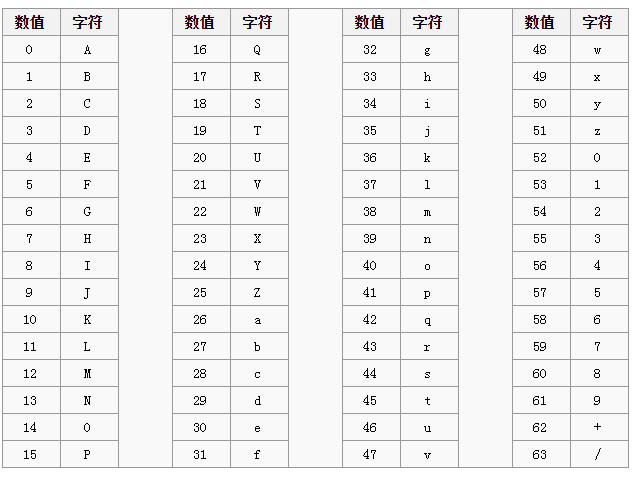 数值 字符 数值 字符 数值 字符 数值 字符
0 A 16 Q 32 g 48 w
1 B 17 R 33 h 49 x
2 C 18 S 34 i 50 y
3 D 19 T 35 j 51 z
4 E 20 U 36 k 52 0
5 F 21 V 37 l 53 1
6 G 22 W 38 m 54 2
7 H 23 X 39 n 55 3
8 I 24 Y 40 o 56 4
9 J 25 Z 41 p 57 5
10 K 26 a 42 q 58 6
11 L 27 b 43 r 59 7
12 M 28 c 44 s 60 8
13 N 29 d 45 t 61 9
14 O 30 e 46 u 62 +
15 P 31 f 47 v 63 /